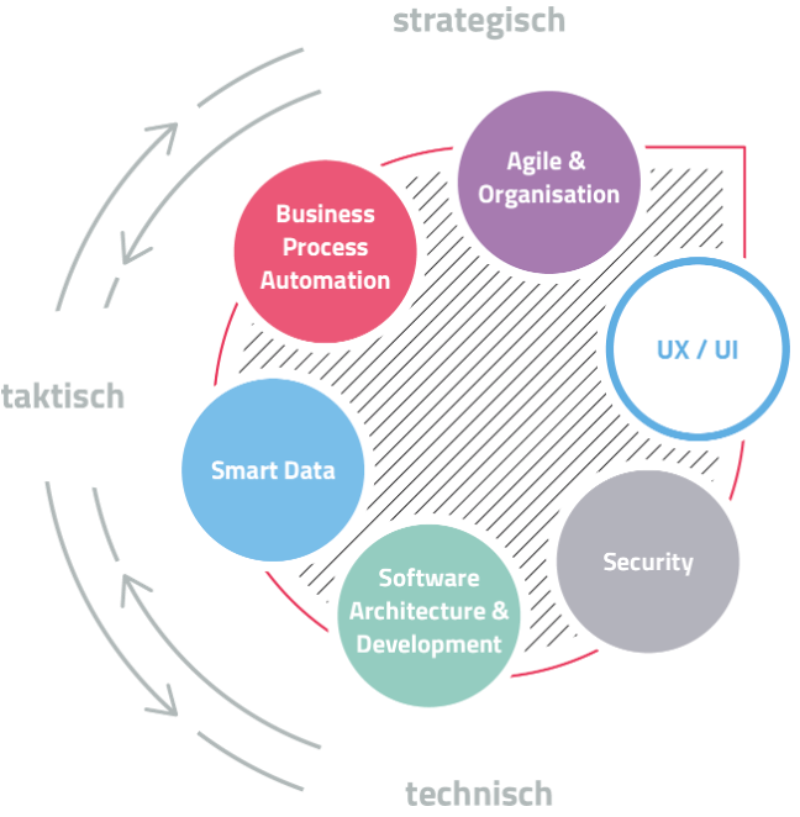 strategisch
Agile &
Organisation
Business
Process
Automation
UX / UI
taktisch
Smart Data
Security
Software
Architecture &
Development
technisch